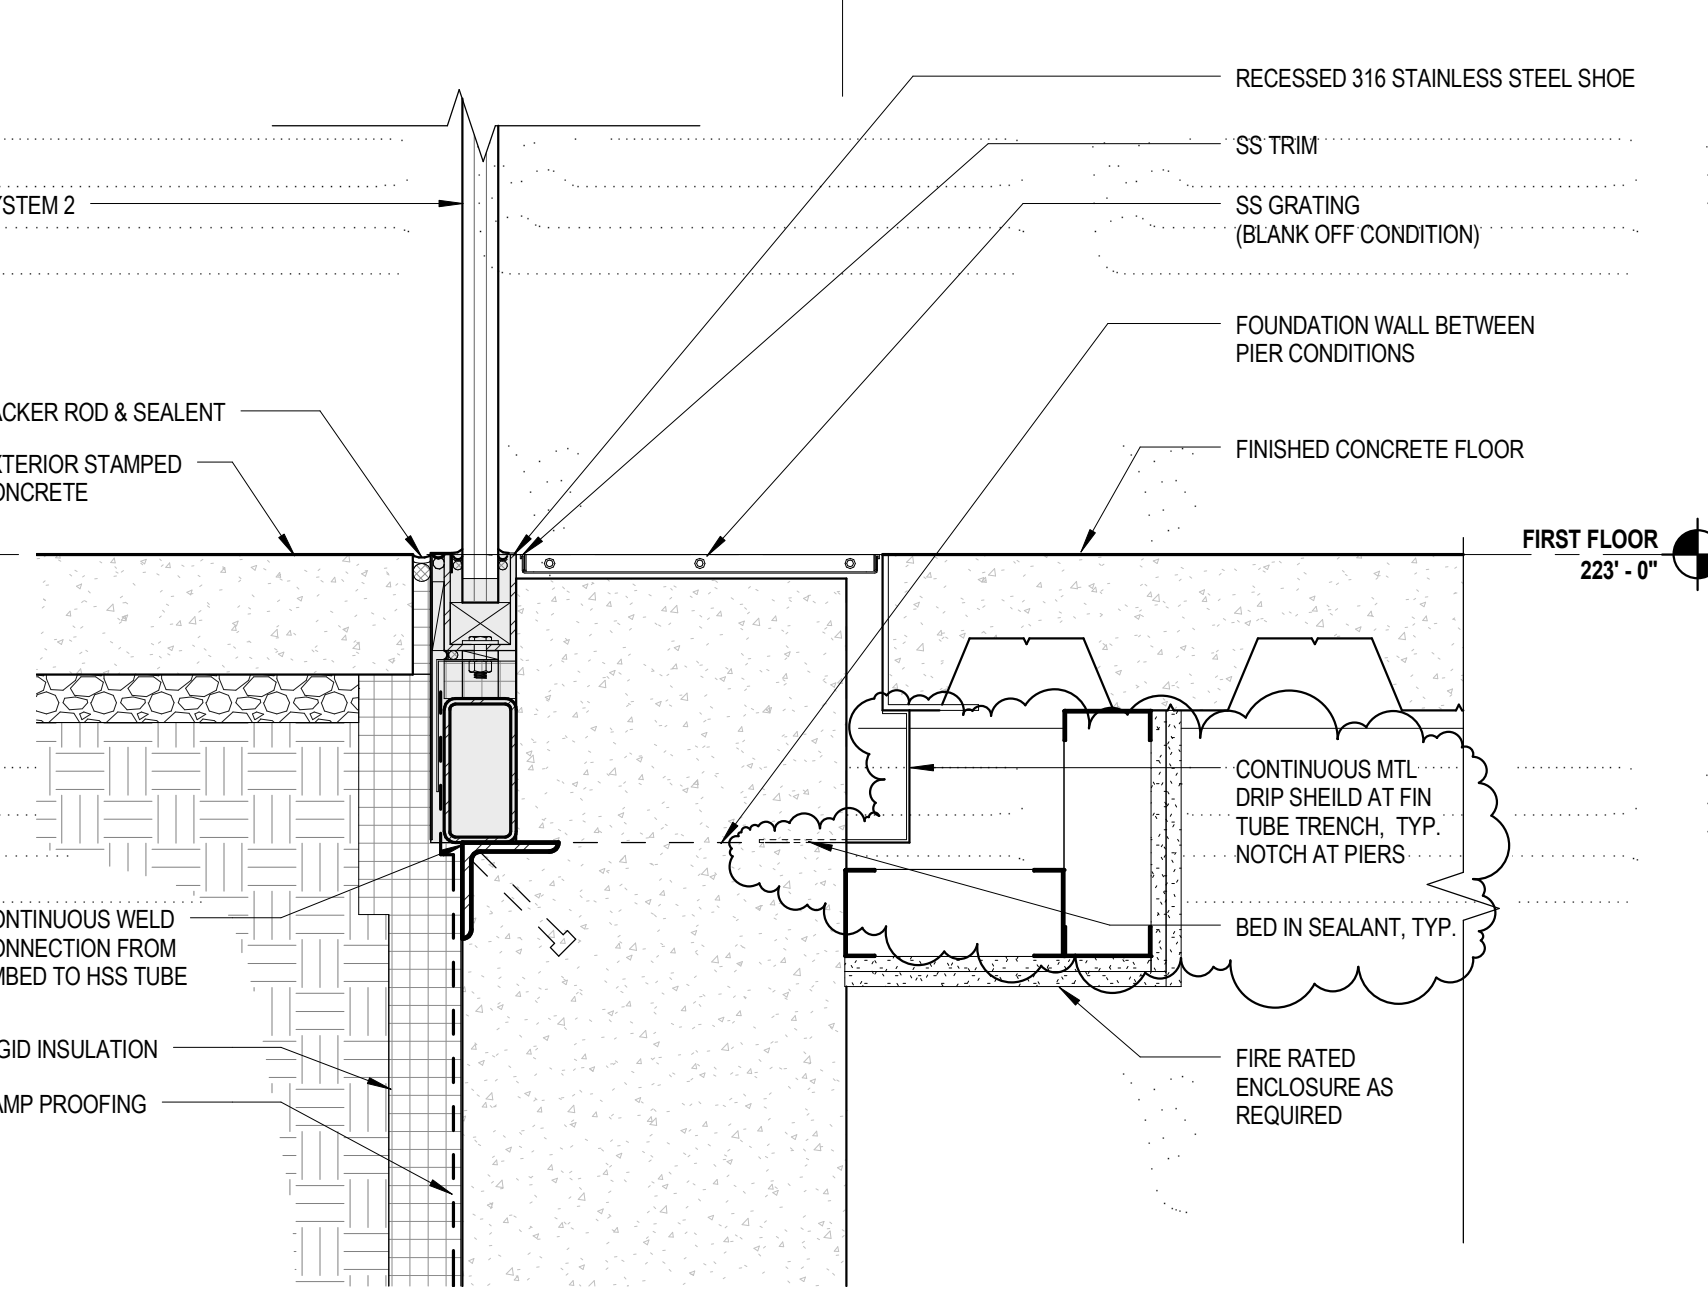 RECESSED 316 STAINLESS STEEL SHOE
SS TRIM
SS GRATING
(BLANK OFF CONDITION)
FOUNDATION WALL BETWEEN
PIER CONDITIONS
FINISHED CONCRETE FLOOR
FIRST FLOOR
223' - 0"
CONTINUOUS MTL
DRIP SHEILD AT FIN
TUBE TRENCH, TYP.
NOTCH AT PIERS
BED IN SEALANT, TYP.
FIRE RATED
ENCLOSURE AS
REQUIRED
YSTEM 2
ACKER ROD & SEALENT
XTERIOR STAMPED
ONCRETE
ONTINUOUS WELD
ONNECTION FROM
MBED TO HSS TUBE
GID INSULATION
AMP PROOFING